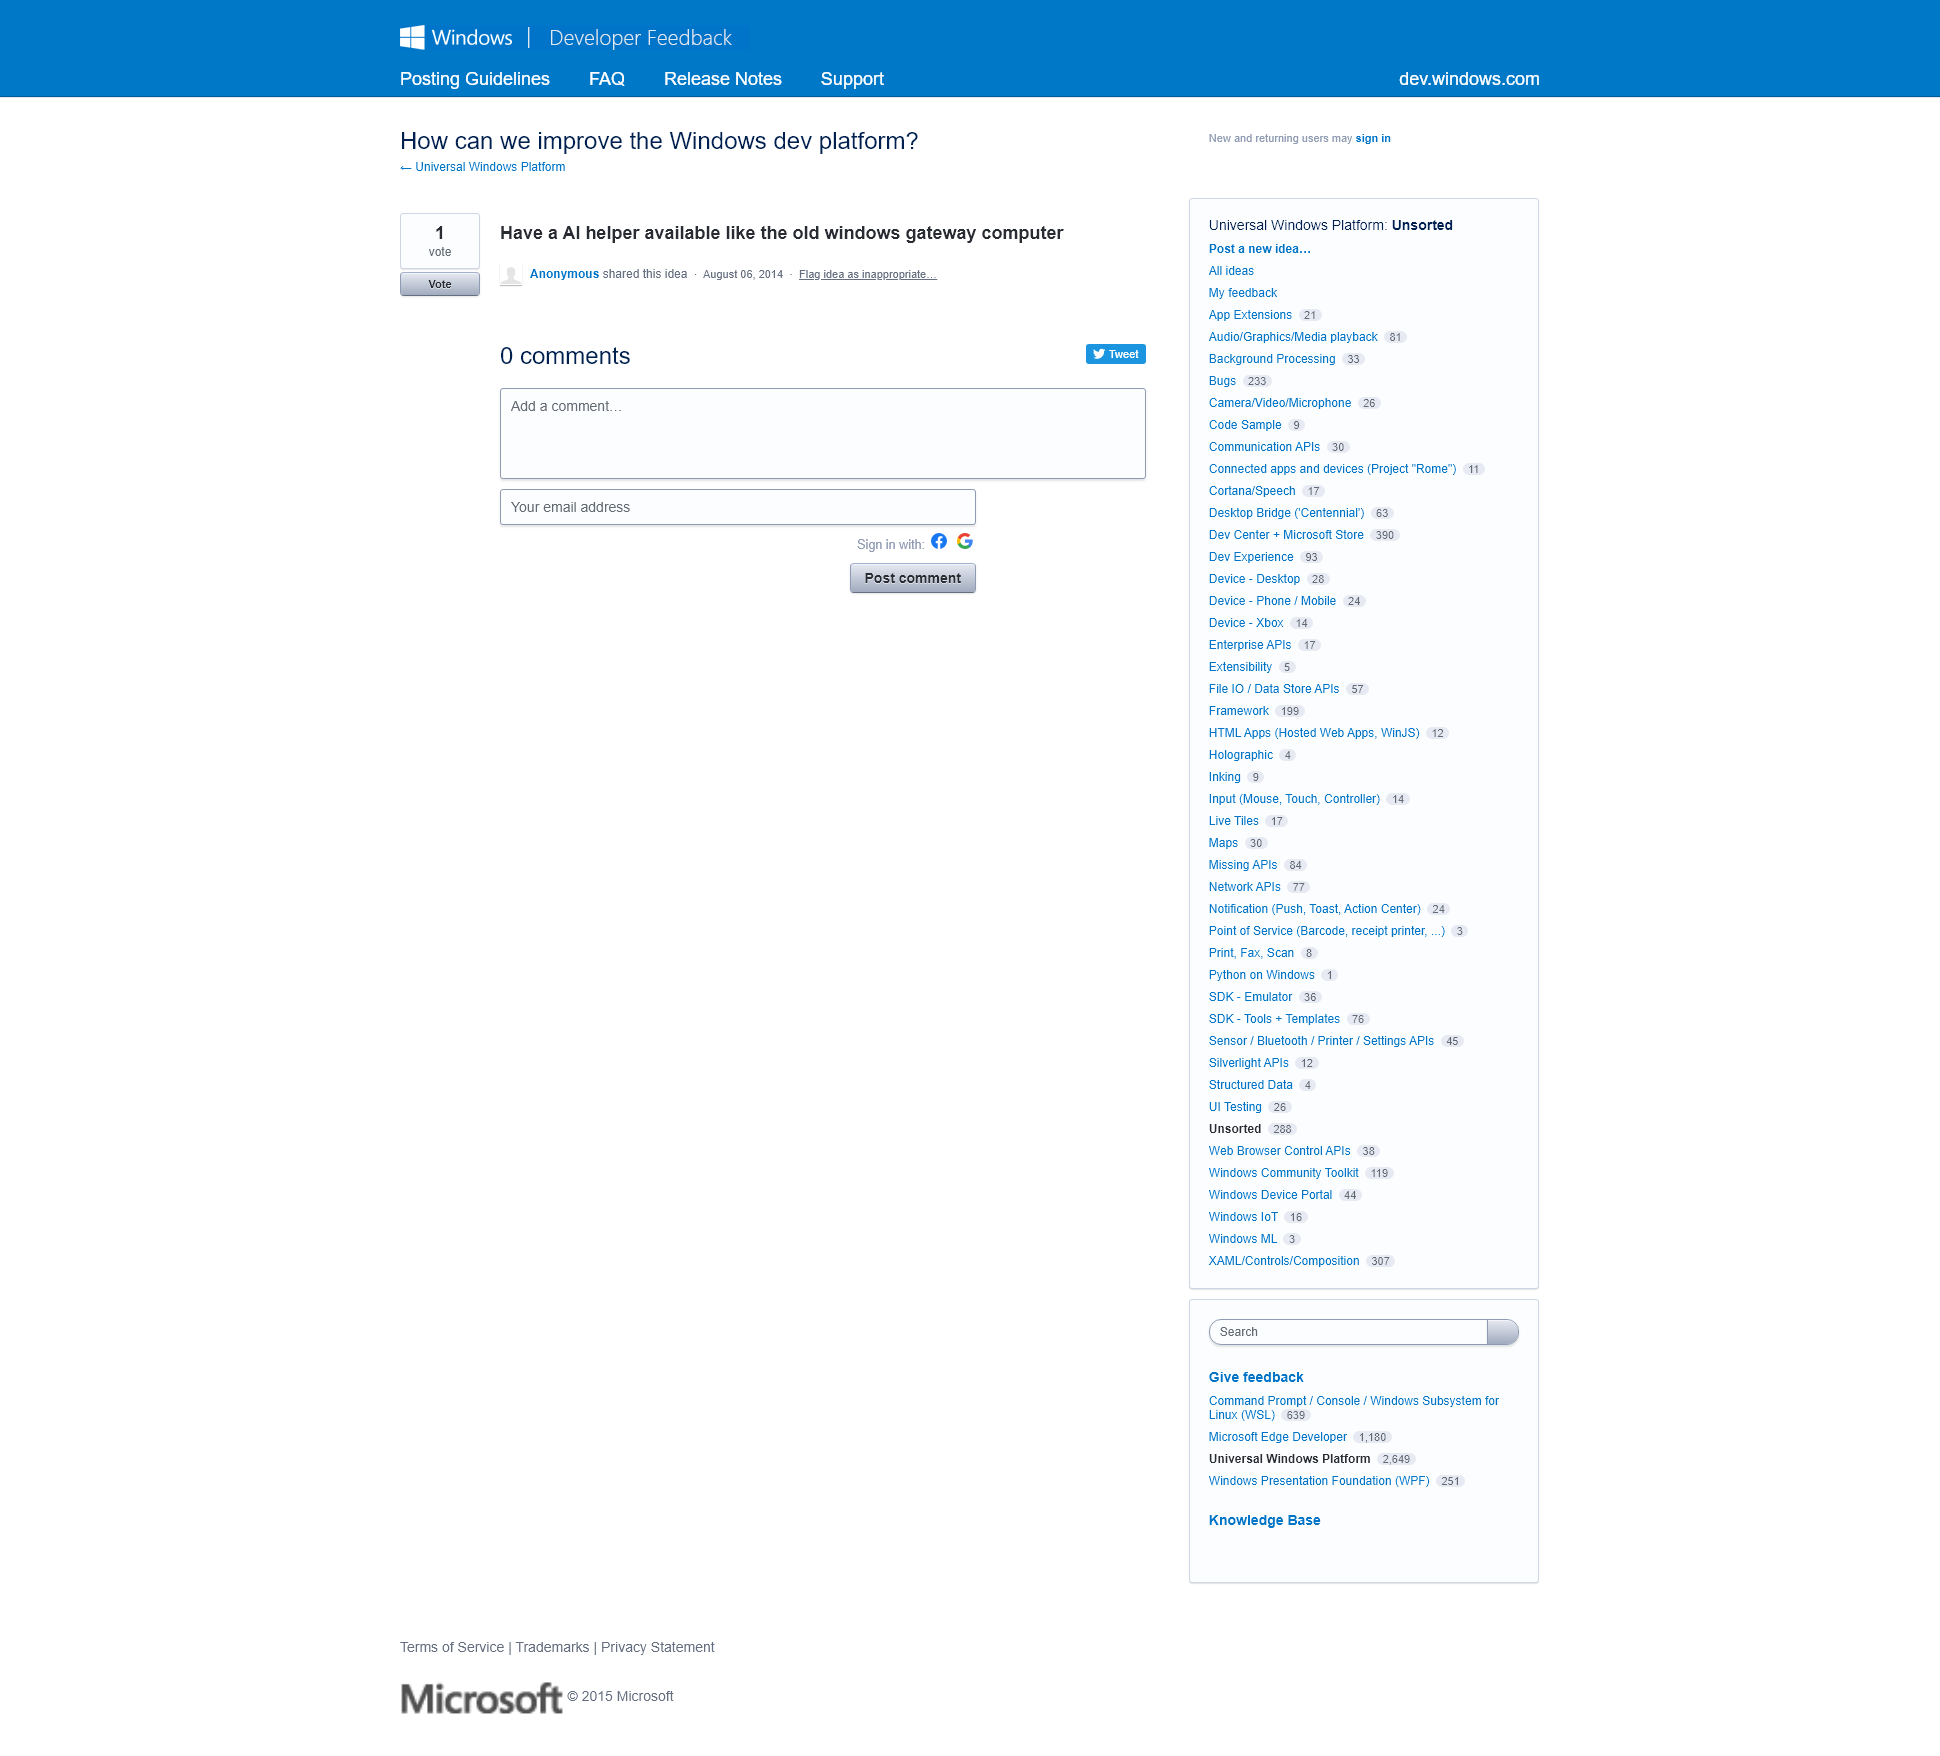 Windows | Developer Feedback
Posting Guidelines FAQ Release Notes Support dev.windows.com
How can we improve the Windows dev platform?
← Universal Windows Platform
New and returning users may sign in
1
vote
Vote
Have a AI helper available like the old windows gateway computer
Anonymous shared this idea · August 06, 2014 · Flag idea as inappropriate…
0 comments
Tweet
Add a comment…
Your email address
Sign in with:
Post comment
Universal Windows Platform: Unsorted
Post a new idea…
All ideas
My feedback
App Extensions 21
Audio/Graphics/Media playback 81
Background Processing 33
Bugs 233
Camera/Video/Microphone 26
Code Sample 9
Communication APIs 30
Connected apps and devices (Project "Rome") 11
Cortana/Speech 17
Desktop Bridge ('Centennial') 63
Dev Center + Microsoft Store 390
Dev Experience 93
Device - Desktop 28
Device - Phone / Mobile 24
Device - Xbox 14
Enterprise APIs 17
Extensibility 5
File IO / Data Store APIs 57
Framework 199
HTML Apps (Hosted Web Apps, WinJS) 12
Holographic 4
Inking 9
Input (Mouse, Touch, Controller) 14
Live Tiles 17
Maps 30
Missing APIs 84
Network APIs 77
Notification (Push, Toast, Action Center) 24
Point of Service (Barcode, receipt printer, ...) 3
Print, Fax, Scan 8
Python on Windows 1
SDK - Emulator 36
SDK - Tools + Templates 76
Sensor / Bluetooth / Printer / Settings APIs 45
Silverlight APIs 12
Structured Data 4
UI Testing 26
Unsorted 288
Web Browser Control APIs 38
Windows Community Toolkit 119
Windows Device Portal 44
Windows IoT 16
Windows ML 3
XAML/Controls/Composition 307
Search
Give feedback
Command Prompt / Console / Windows Subsystem for
Linux (WSL) 639
Microsoft Edge Developer 1,180
Universal Windows Platform 2,649
Windows Presentation Foundation (WPF) 251
Knowledge Base
Terms of Service | Trademarks | Privacy Statement
Microsoft © 2015 Microsoft